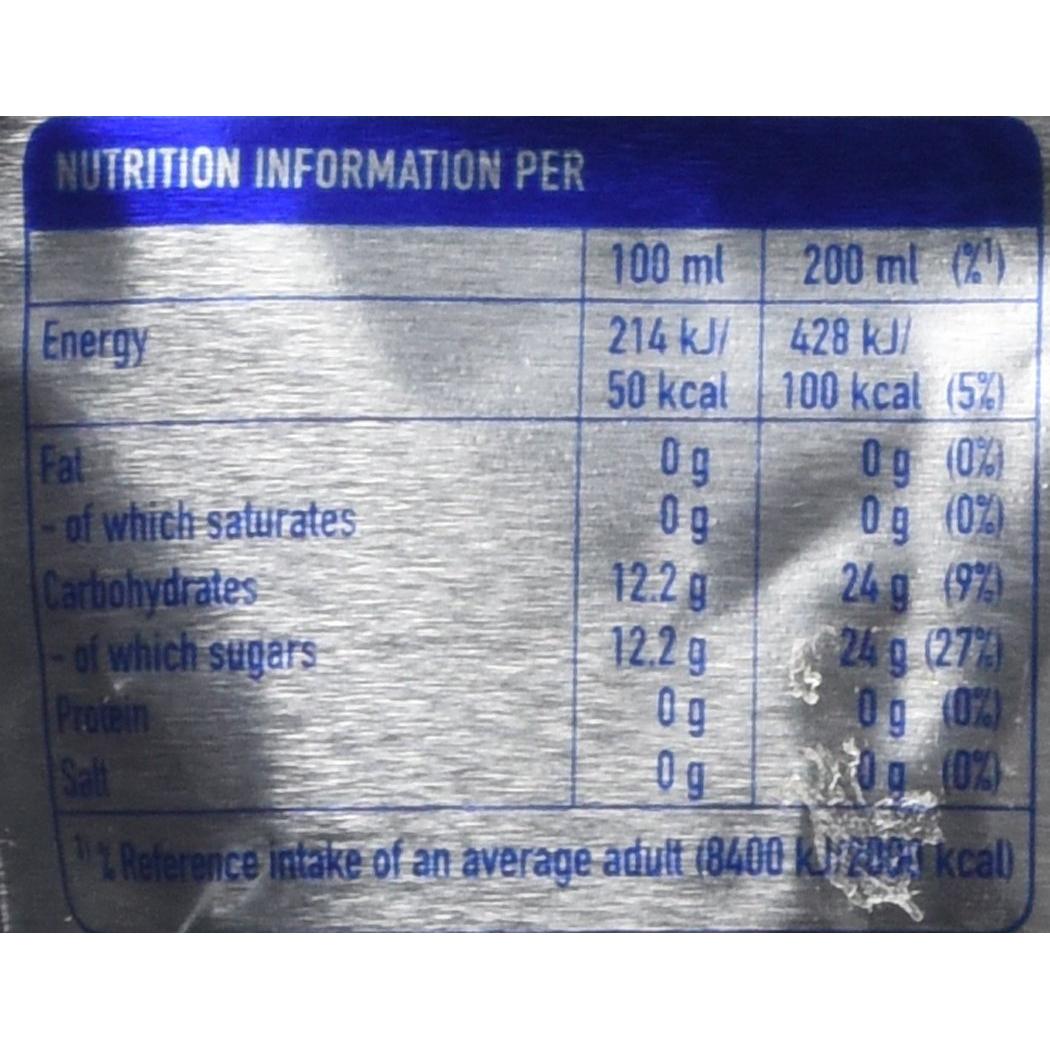 NUTRITION INFORMATION PER
100 ml 200 ml (%¹)
Energy 214 kJ/ 428 kJ/
50 kcal 100 kcal (5%)
Fat 0 g 0 g (0%)
- of which saturates 0 g 0 g (0%)
Carbohydrates 12.2 g 24 g (9%)
- of which sugars 12.2 g 24 g (27%)
Protein 0 g 0 g (0%)
Salt 0 g 0 g (0%)
¹⁾ % Reference intake of an average adult (8400 kJ/2000 kcal)